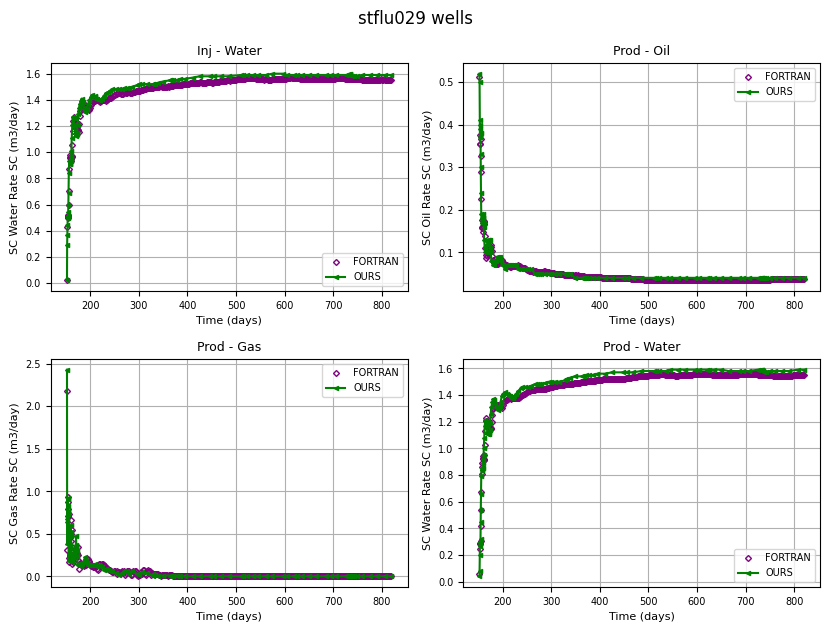 stflu029 wells
Inj - Water
SC Water Rate SC (m3/day)
1.6
1.4
1.2
1.0
0.8
0.6
0.4
0.2
0.0
FORTRAN
OURS
200 300 400 500 600 700 800
Time (days)
Prod - Oil
SC Oil Rate SC (m3/day)
0.5
0.4
0.3
0.2
0.1
FORTRAN
OURS
200 300 400 500 600 700 800
Time (days)
Prod - Gas
SC Gas Rate SC (m3/day)
2.5
2.0
1.5
1.0
0.5
0.0
FORTRAN
OURS
200 300 400 500 600 700 800
Time (days)
Prod - Water
SC Water Rate SC (m3/day)
1.6
1.4
1.2
1.0
0.8
0.6
0.4
0.2
0.0
FORTRAN
OURS
200 300 400 500 600 700 800
Time (days)